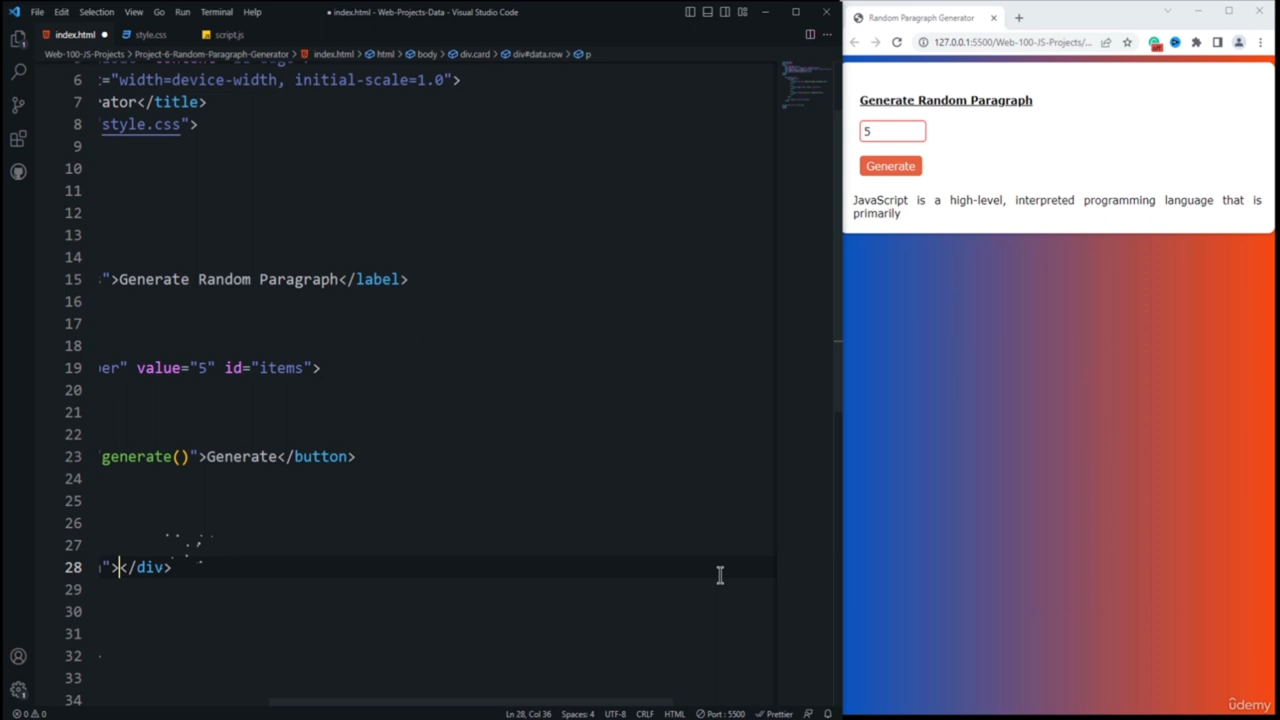 File Edit Selection View Go Run Terminal Help
● index.html - Web-Projects-Data - Visual Studio Code
index.html ● style.css script.js
Web-100-JS-Projects > Project-6-Random-Paragraph-Generator > index.html > html > body > div.card > div#data.row > p
6 ="width=device-width, initial-scale=1.0">
7 ator</title>
8 style.css">
9
10
11
12
13
14
15 ">Generate Random Paragraph</label>
16
17
18
19 er" value="5" id="items">
20
21
22
23 generate()">Generate</button>
24
25
26
27
28 "></div>
29
30
31
32
33
34
0 0 Ln 28, Col 36 Spaces: 4 UTF-8 CRLF HTML Port : 5500 Prettier
Random Paragraph Generator
127.0.0.1:5500/Web-100-JS-Projects/...
Generate Random Paragraph
5
Generate
JavaScript is a high-level, interpreted programming language that is
primarily
ûdemy